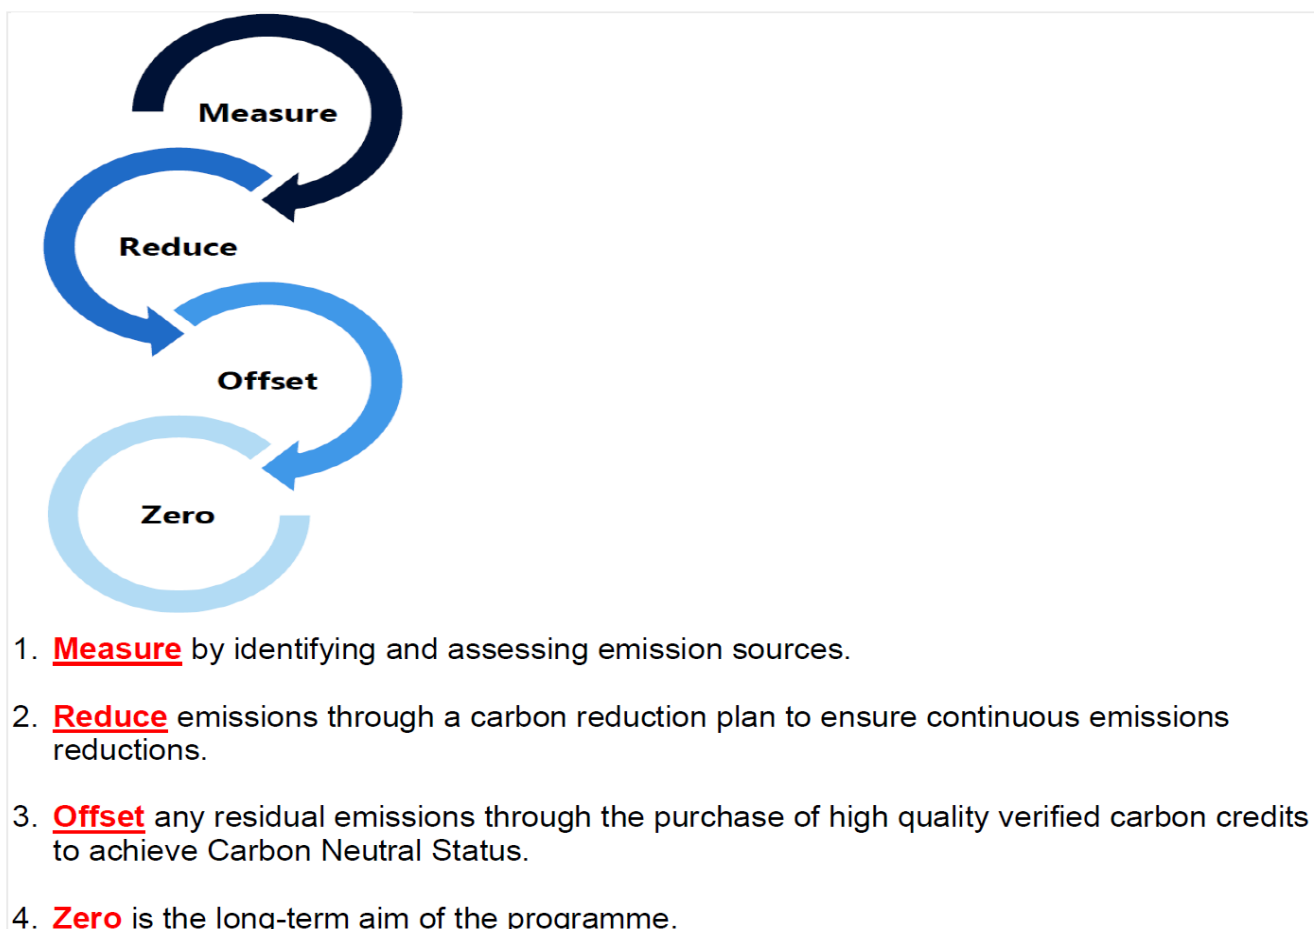 Measure
Reduce
Offset
Zero
1. Measure by identifying and assessing emission sources.
2. Reduce emissions through a carbon reduction plan to ensure continuous emissions
reductions.
3. Offset any residual emissions through the purchase of high quality verified carbon credits
to achieve Carbon Neutral Status.
4. Zero is the long-term aim of the programme.